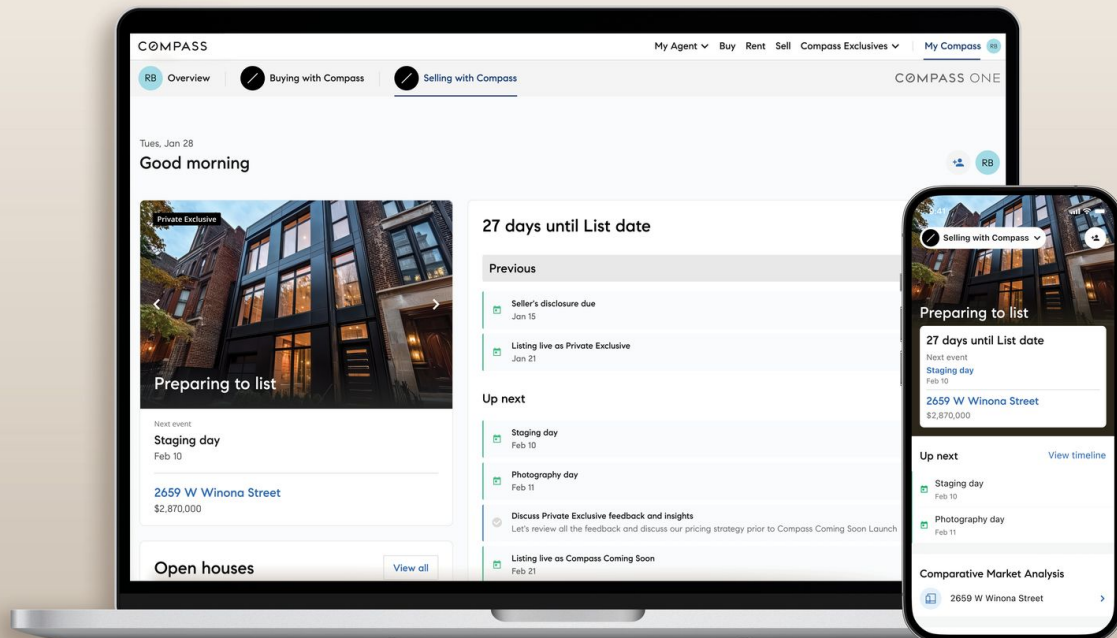 COMPASS
My Agent Buy Rent Sell Compass Exclusives My Compass RB
RB Overview Buying with Compass Selling with Compass COMPASS ONE
Tues, Jan 28
Good morning
RB
Private Exclusive
Preparing to list
Next event
Staging day
Feb 10
2659 W Winona Street
$2,870,000
Open houses View all
27 days until List date
Previous
Seller's disclosure due
Jan 15
Listing live as Private Exclusive
Jan 21
Up next
Staging day
Feb 10
Photography day
Feb 11
Discuss Private Exclusive feedback and insights
Let's review all the feedback and discuss our pricing strategy prior to Compass Coming Soon Launch
Listing live as Compass Coming Soon
Feb 21
9:41
Selling with Compass
Preparing to list
27 days until List date
Next event
Staging day
Feb 10
2659 W Winona Street
$2,870,000
Up next View timeline
Staging day
Feb 10
Photography day
Feb 11
Comparative Market Analysis
2659 W Winona Street